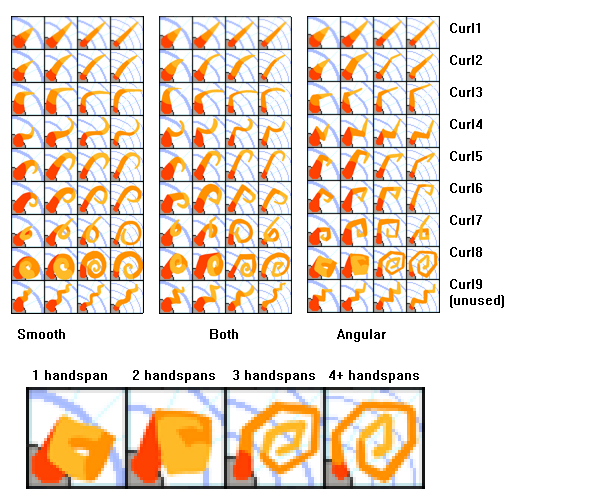 Curl1
Curl2
Curl3
Curl4
Curl5
Curl6
Curl7
Curl8
Curl9
(unused)
Smooth Both Angular
1 handspan 2 handspans 3 handspans 4+ handspans